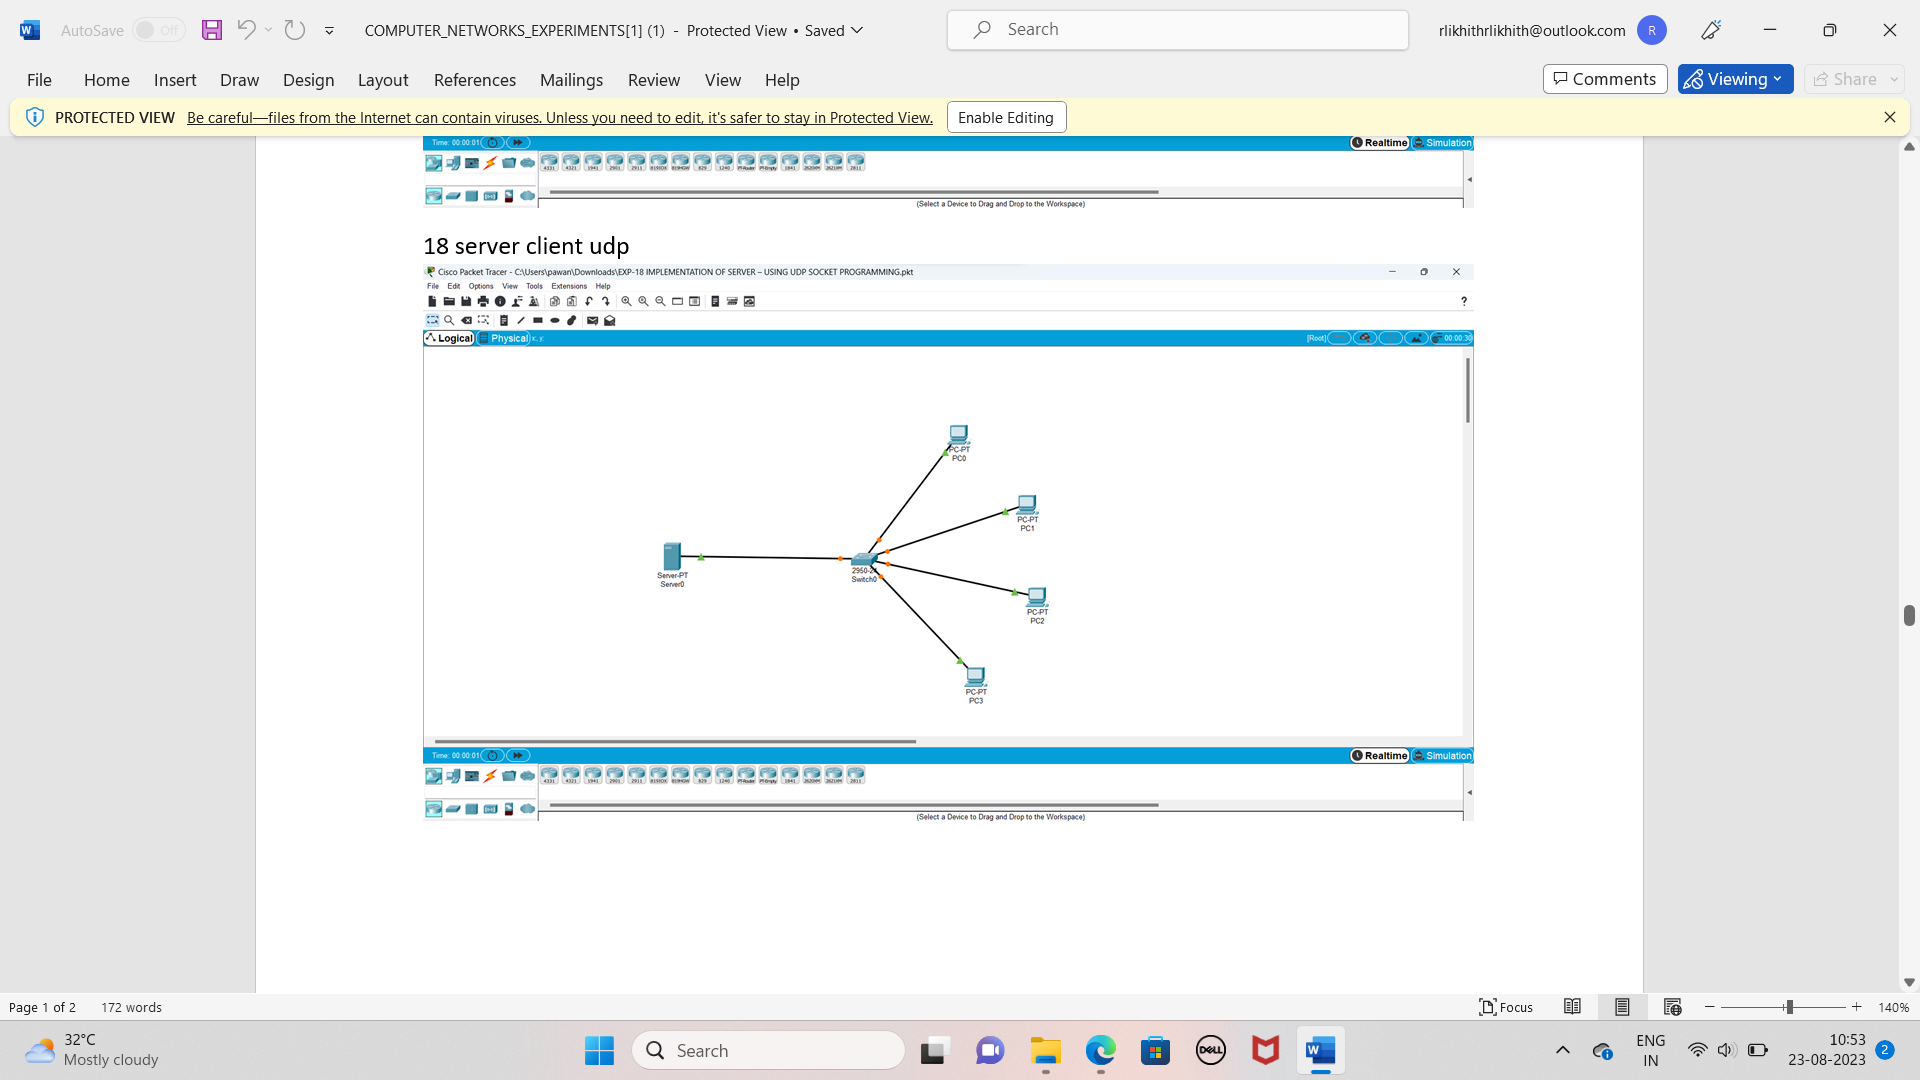 AutoSave Off COMPUTER_NETWORKS_EXPERIMENTS[1] (1) - Protected View • Saved Search rlikhithrlikhith@outlook.com R
File Home Insert Draw Design Layout References Mailings Review View Help Comments Viewing Share
PROTECTED VIEW Be careful—files from the Internet can contain viruses. Unless you need to edit, it's safer to stay in Protected View. Enable Editing
Time: 00:00:01 Realtime Simulation
4331 4321 1941 2901 2911 819IOX 819HGW 829 1240 PT-Router PT-Empty 1841 2620XM 2621XM 2811
(Select a Device to Drag and Drop to the Workspace)
18 server client udp
Cisco Packet Tracer - C:\Users\pawan\Downloads\EXP-18 IMPLEMENTATION OF SERVER – USING UDP SOCKET PROGRAMMING.pkt
File Edit Options View Tools Extensions Help
?
Logical Physical x, y: [Root] 00:00:30
PC-PT
PC0
PC-PT
PC1
Server-PT
Server0
2950-24
Switch0
PC-PT
PC2
PC-PT
PC3
Time: 00:00:01 Realtime Simulation
4331 4321 1941 2901 2911 819IOX 819HGW 829 1240 PT-Router PT-Empty 1841 2620XM 2621XM 2811
(Select a Device to Drag and Drop to the Workspace)
Page 1 of 2 172 words Focus 140%
32°C
Mostly cloudy
Search
DELL
ENG
IN
10:53
23-08-2023
2